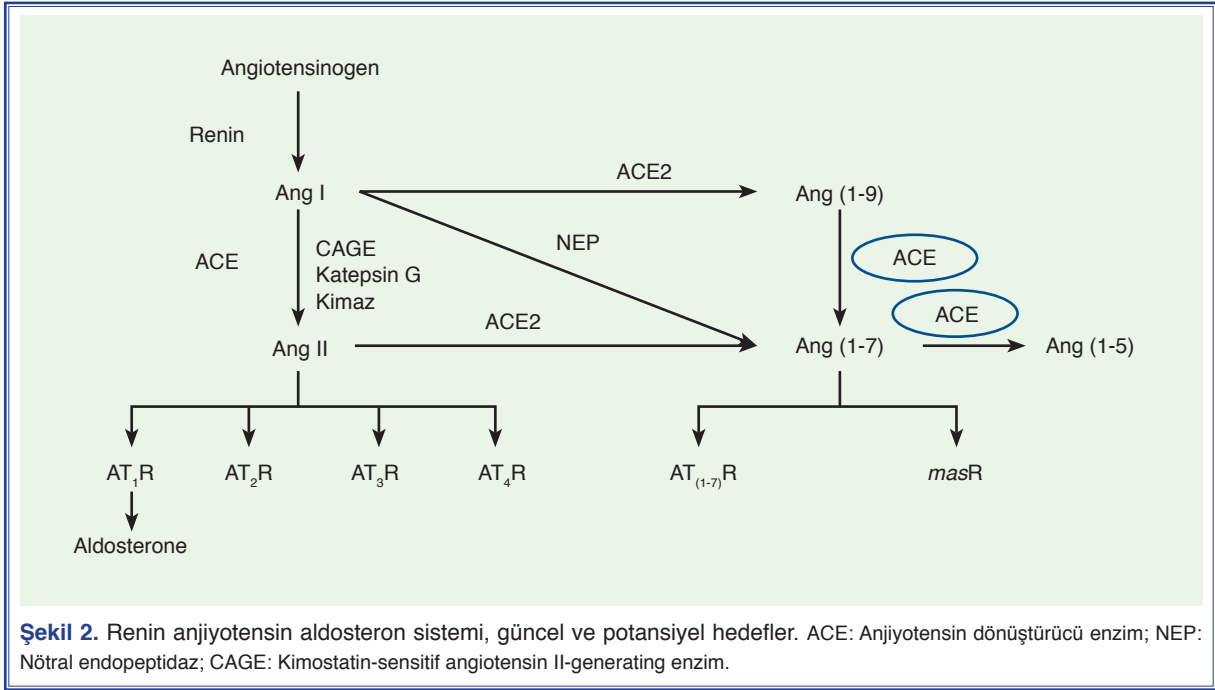 Angiotensinogen
Renin
Ang I
ACE2
Ang (1-9)
ACE
CAGE
Katepsin G
Kimaz
NEP
ACE
ACE
Ang II
ACE2
Ang (1-7)
Ang (1-5)
AT₁R
AT₂R
AT₃R
AT₄R
AT₍₁₋₇₎R
masR
Aldosterone
Şekil 2. Renin anjiyotensin aldosteron sistemi, güncel ve potansiyel hedefler. ACE: Anjiyotensin dönüştürücü enzim; NEP:
Nötral endopeptidaz; CAGE: Kimostatin-sensitif angiotensin II-generating enzim.